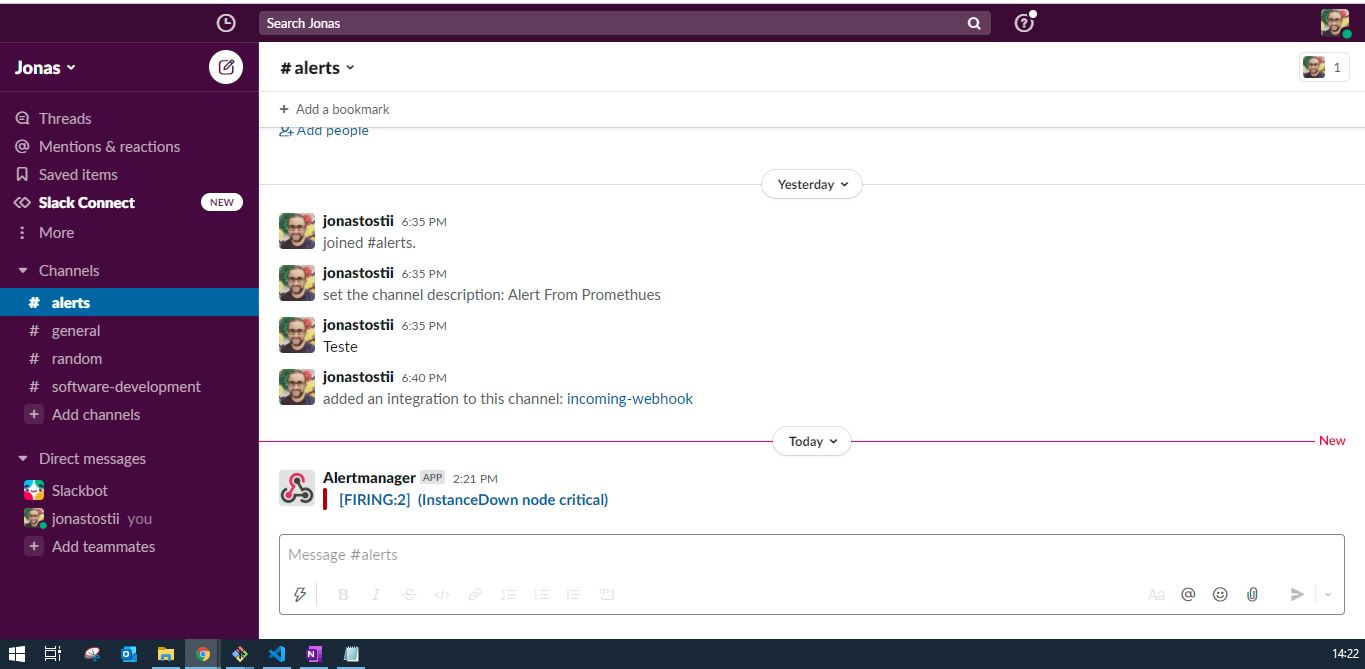 Search Jonas
Jonas
Threads
Mentions & reactions
Saved items
Slack Connect NEW
More
Channels
# alerts
# general
# random
# software-development
+ Add channels
Direct messages
Slackbot
jonastostii you
+ Add teammates
# alerts
1
+ Add a bookmark
Add people
Yesterday
jonastostii 6:35 PM
joined #alerts.
jonastostii 6:35 PM
set the channel description: Alert From Promethues
jonastostii 6:35 PM
Teste
jonastostii 6:40 PM
added an integration to this channel: incoming-webhook
Today
New
Alertmanager APP 2:21 PM
[FIRING:2] (InstanceDown node critical)
Message #alerts
B I S </> Aa @
14:22